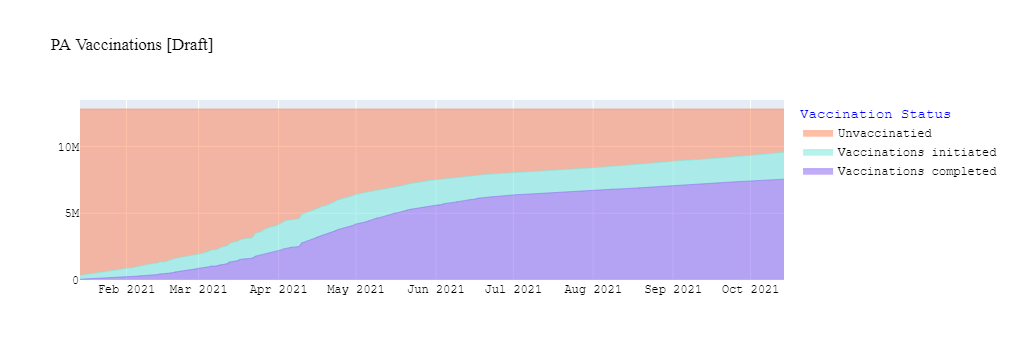 PA Vaccinations [Draft]
Vaccination Status
Unvaccinatied
Vaccinations initiated
Vaccinations completed
10M
5M
0
Feb 2021 Mar 2021 Apr 2021 May 2021 Jun 2021 Jul 2021 Aug 2021 Sep 2021 Oct 2021